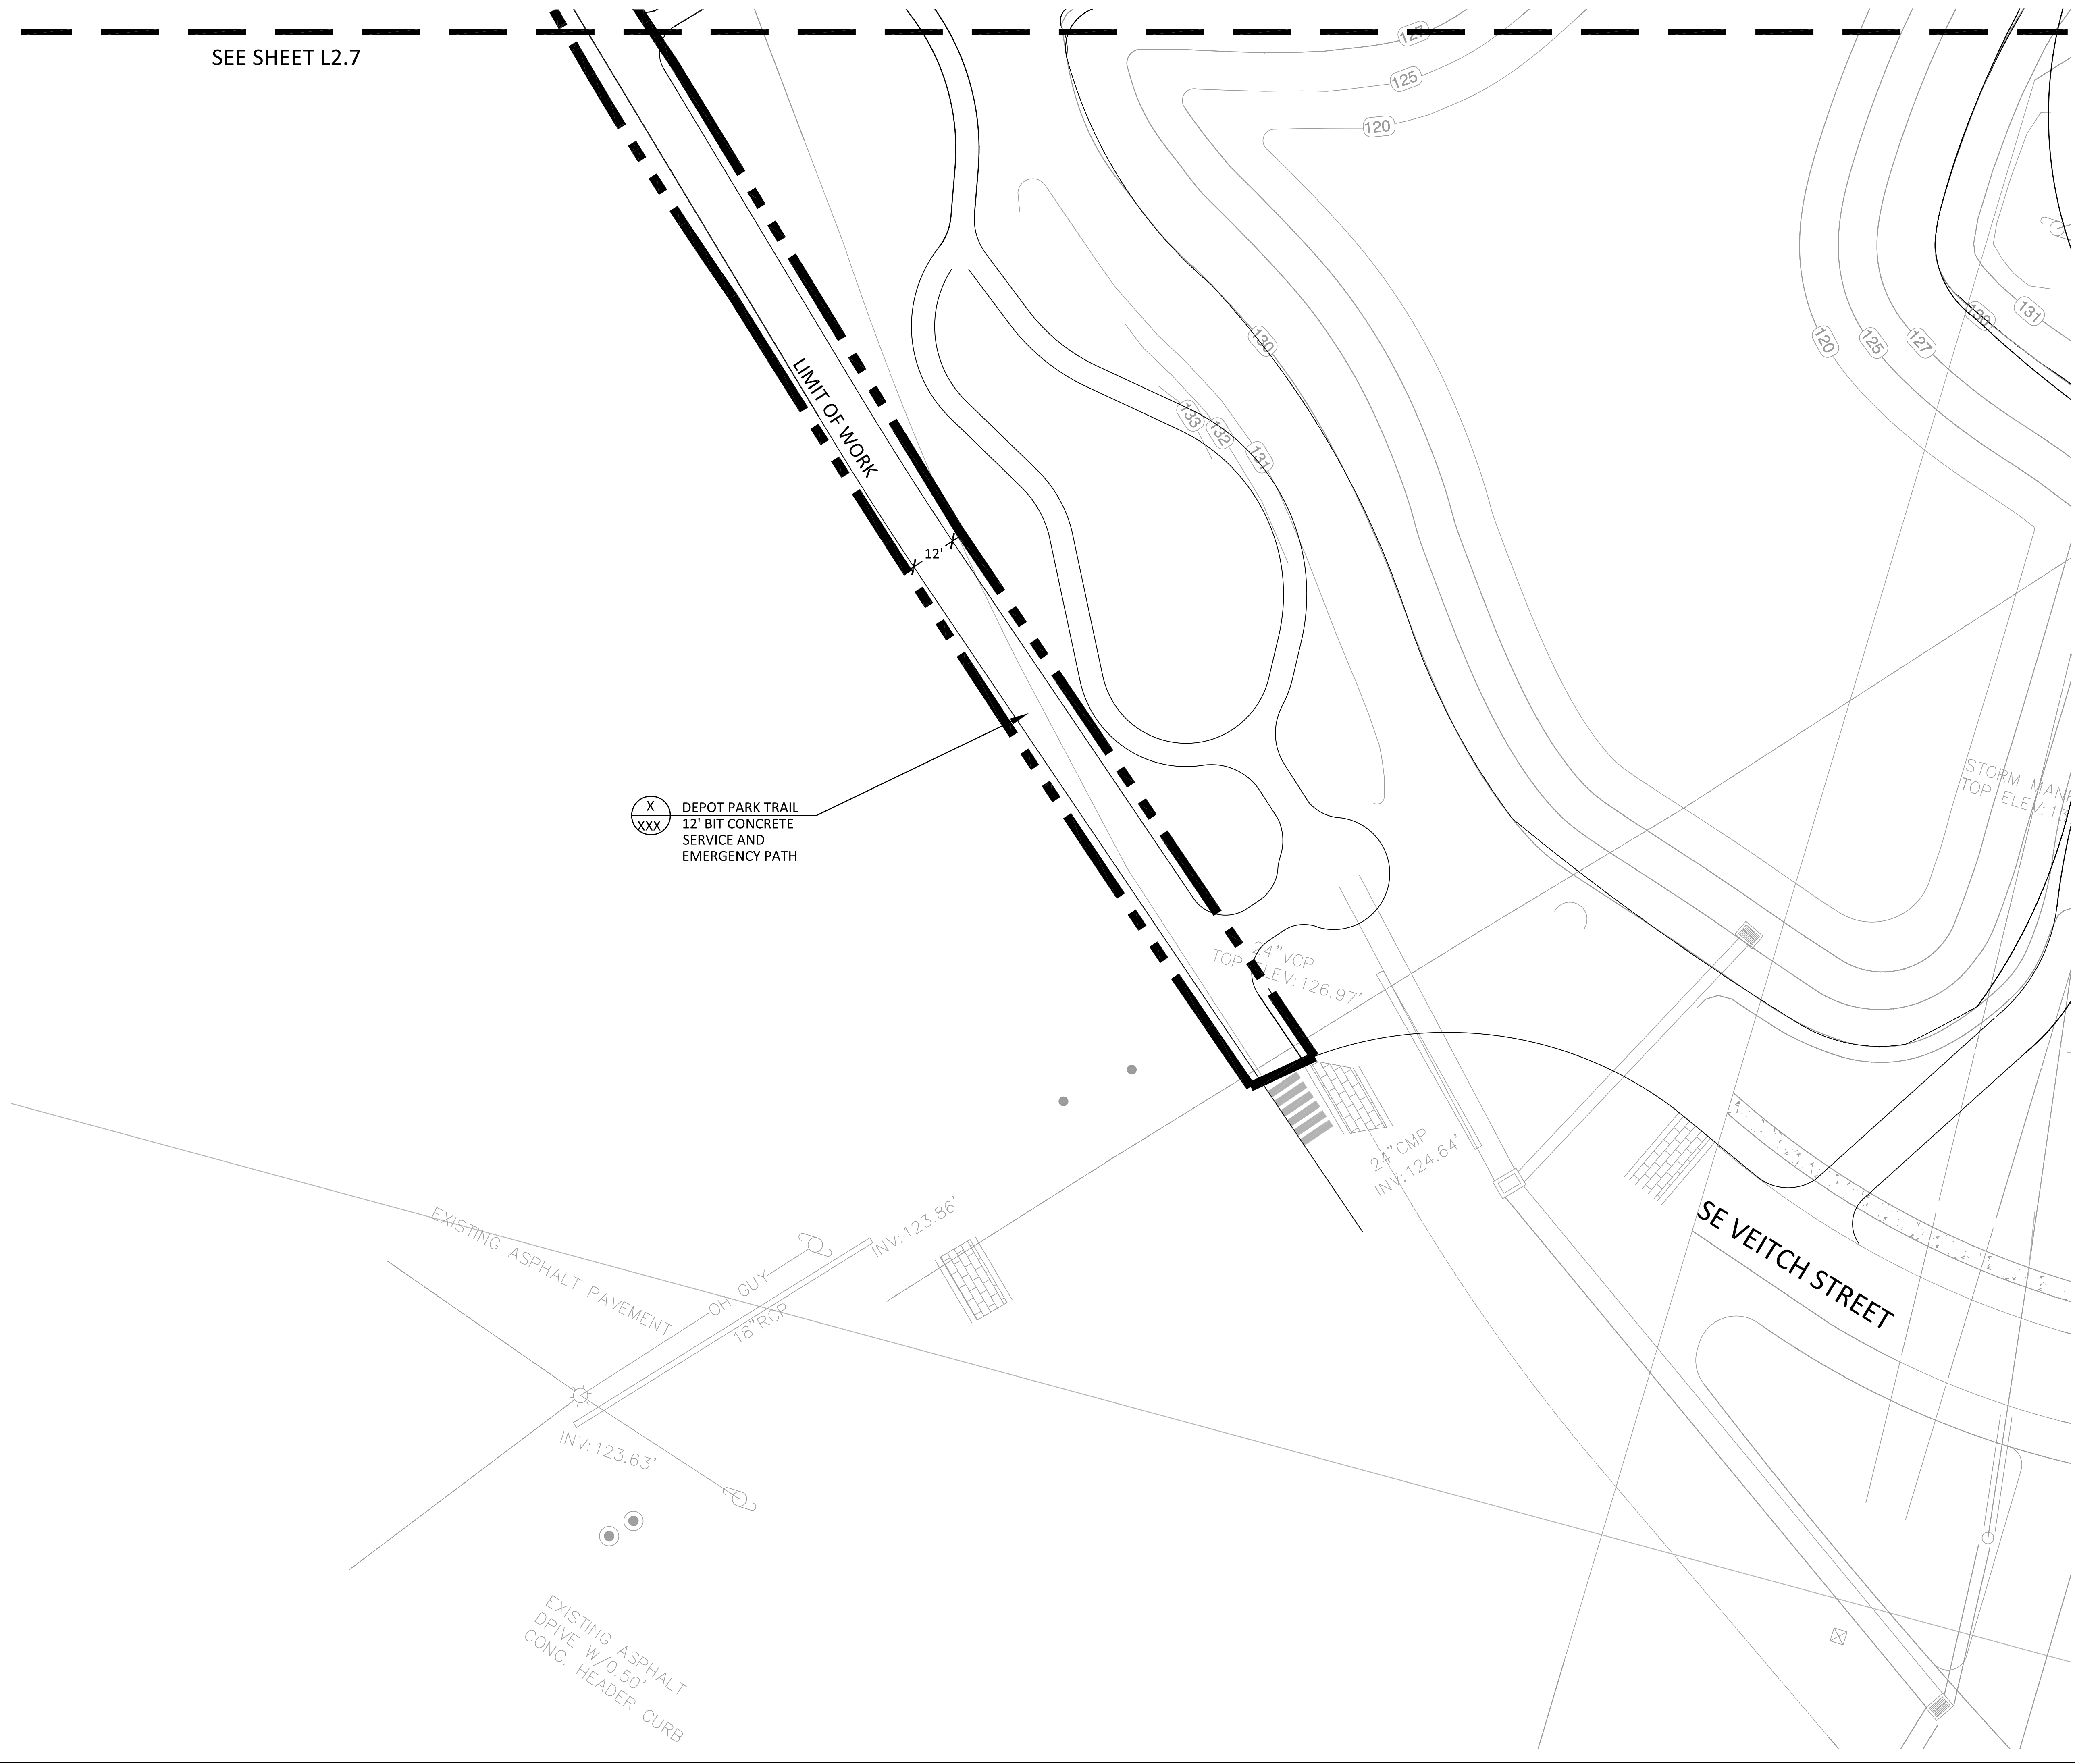 SEE SHEET L2.7
127
125
120
130
133
132
131
120
125
127
131
LIMIT OF WORK
12'
X
XXX
DEPOT PARK TRAIL
12' BIT CONCRETE
SERVICE AND
EMERGENCY PATH
STORM
TOP ELEV:13
24"VCP
TOP ELEV:126.97'
24"CMP
INV:124.64'
SE VEITCH STREET
EXISTING ASPHALT PAVEMENT
OH GUY
18"RCP
INV:123.86'
INV:123.63'
EXISTING ASPHALT
DRIVE W/0.50'
CONC. HEADER CURB